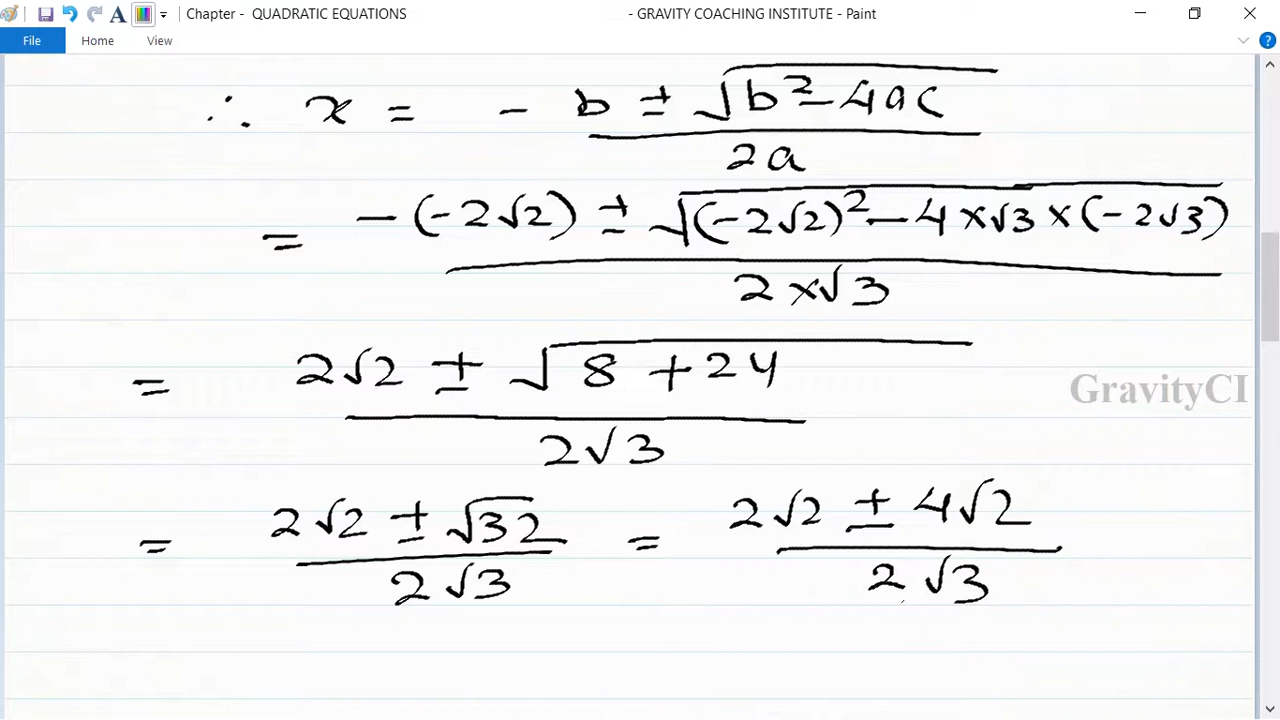 Chapter - QUADRATIC EQUATIONS - GRAVITY COACHING INSTITUTE - Paint
File Home View
∴ x = - b ± √b² - 4ac
2a
= -(-2√2) ± √(-2√2)² - 4×√3×(-2√3)
2×√3
= 2√2 ± √8 + 24
2√3
GravityCI
= 2√2 ± √32 = 2√2 ± 4√2
2√3 2√3